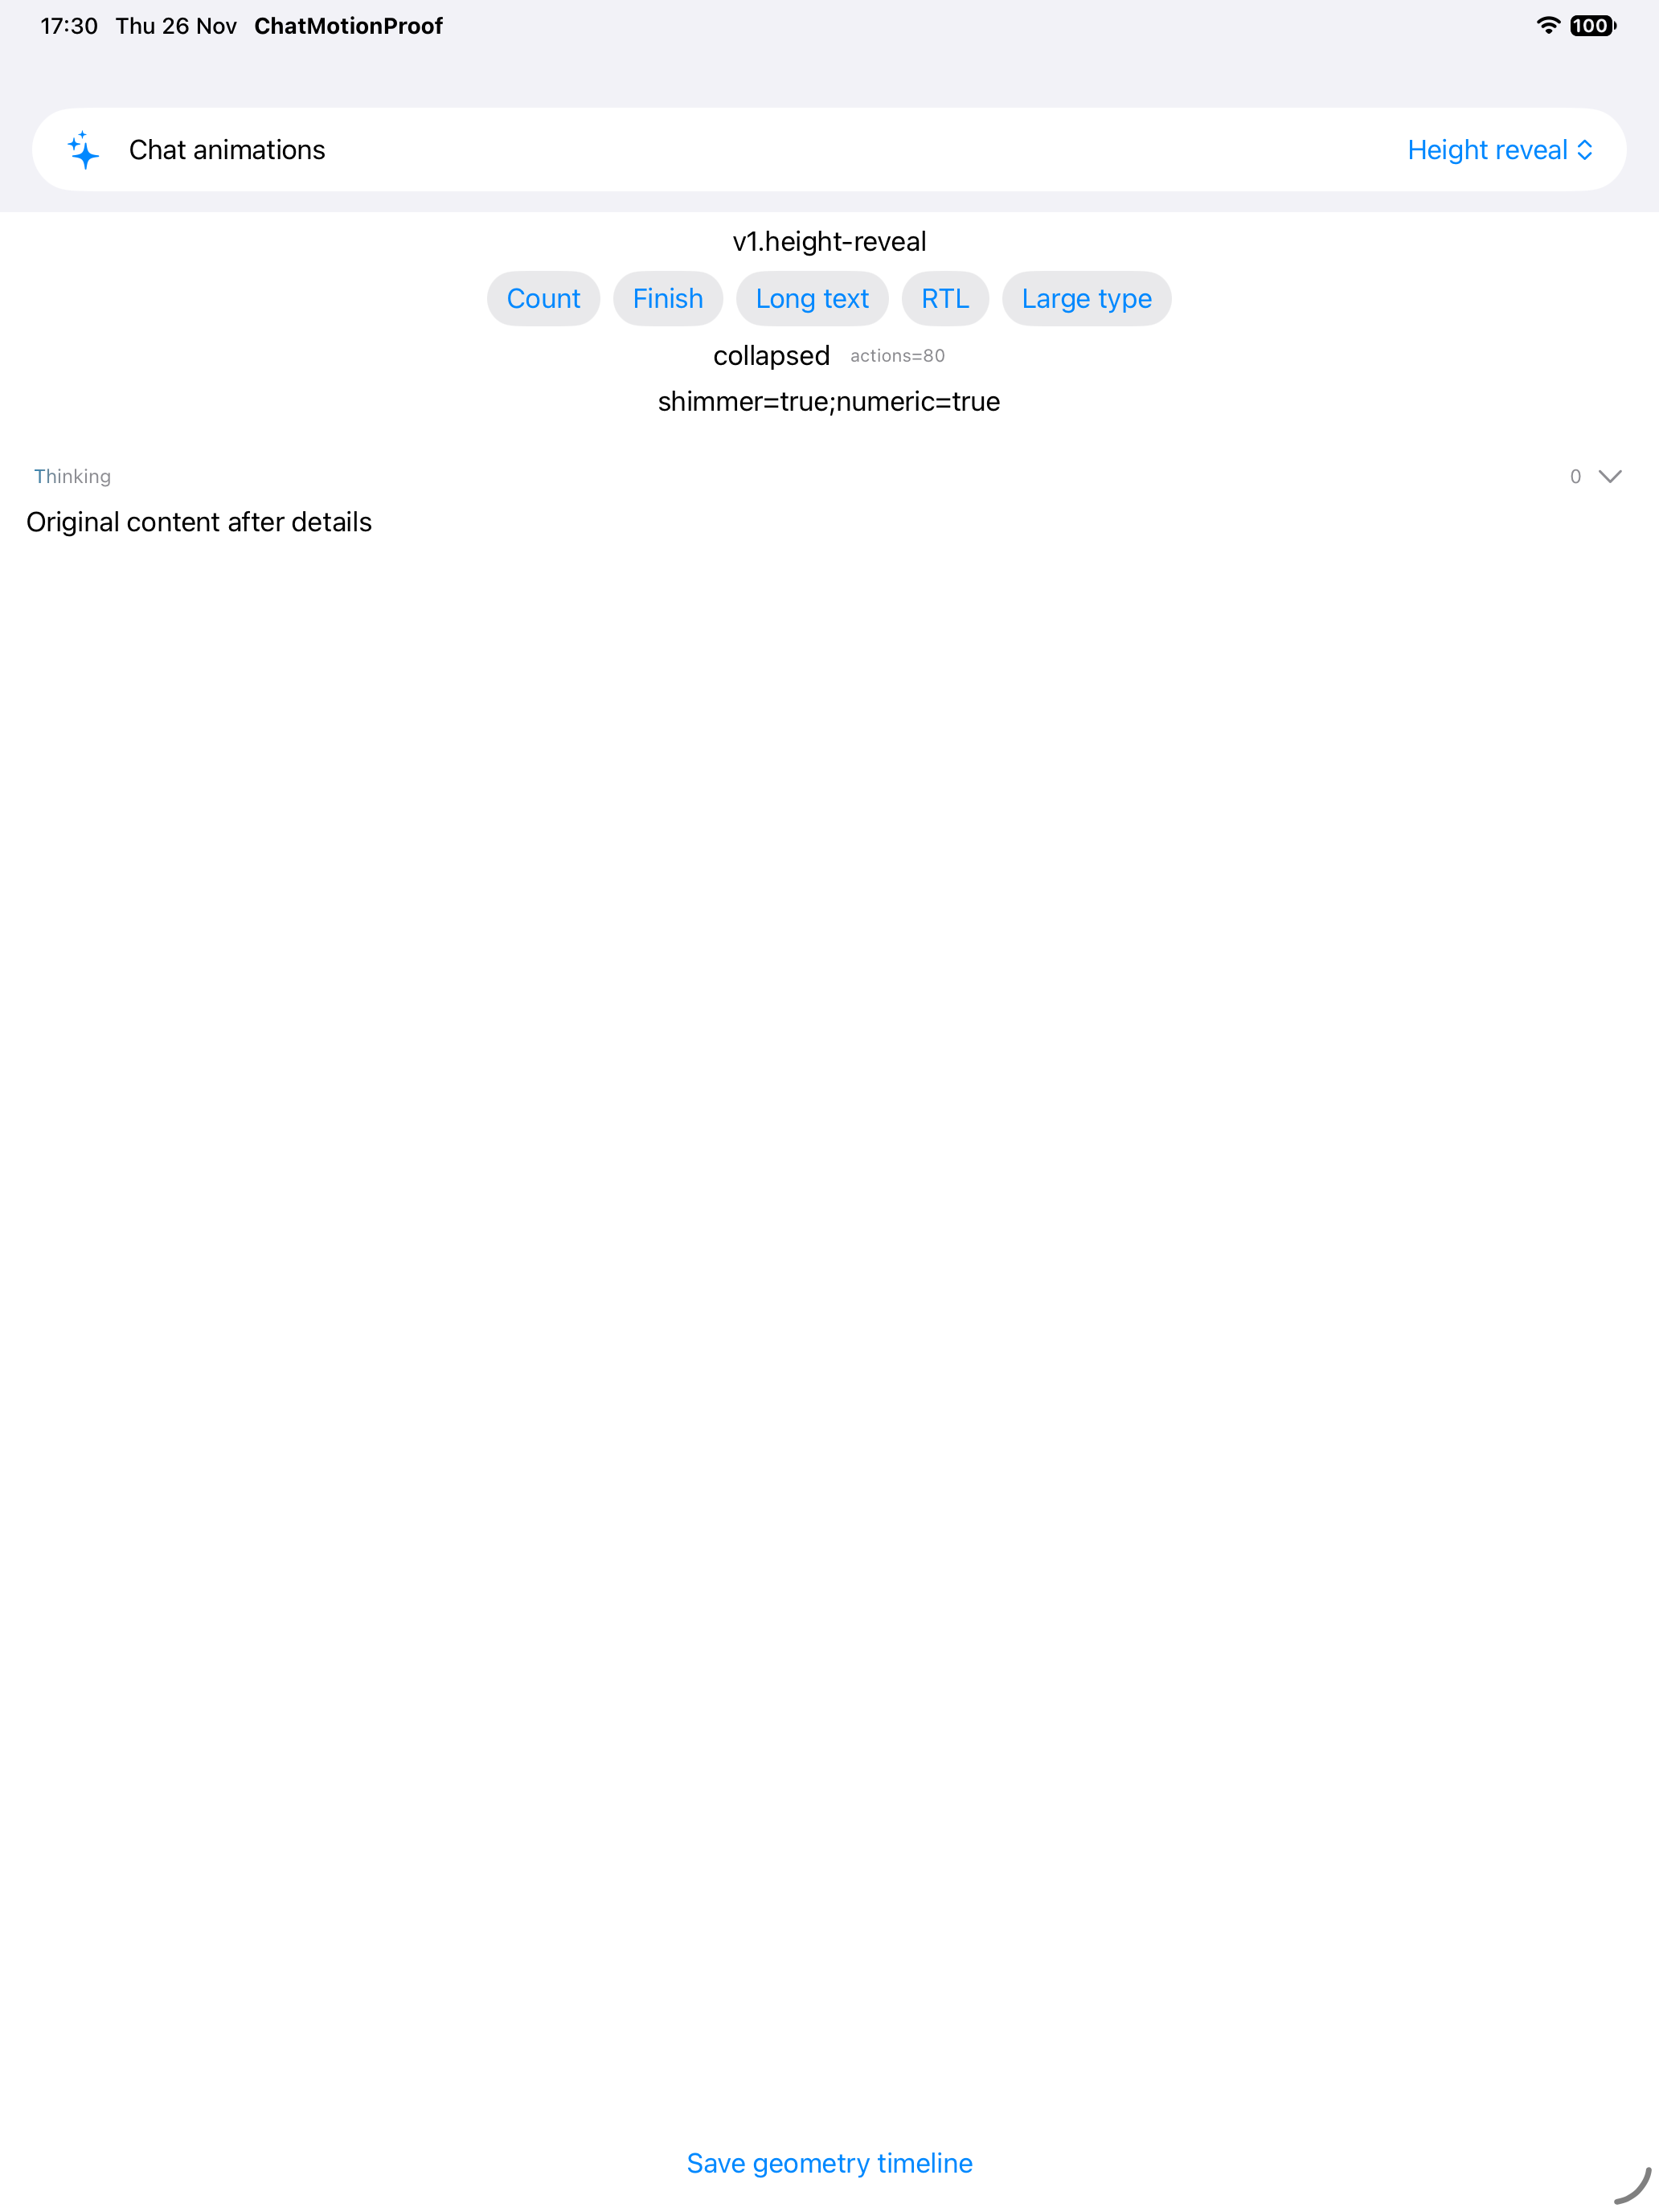 17:30 Thu 26 Nov ChatMotionProof 100
Chat animations Height reveal
v1.height-reveal
Count Finish Long text RTL Large type
collapsed actions=80
shimmer=true;numeric=true
Thinking 0
Original content after details
Save geometry timeline